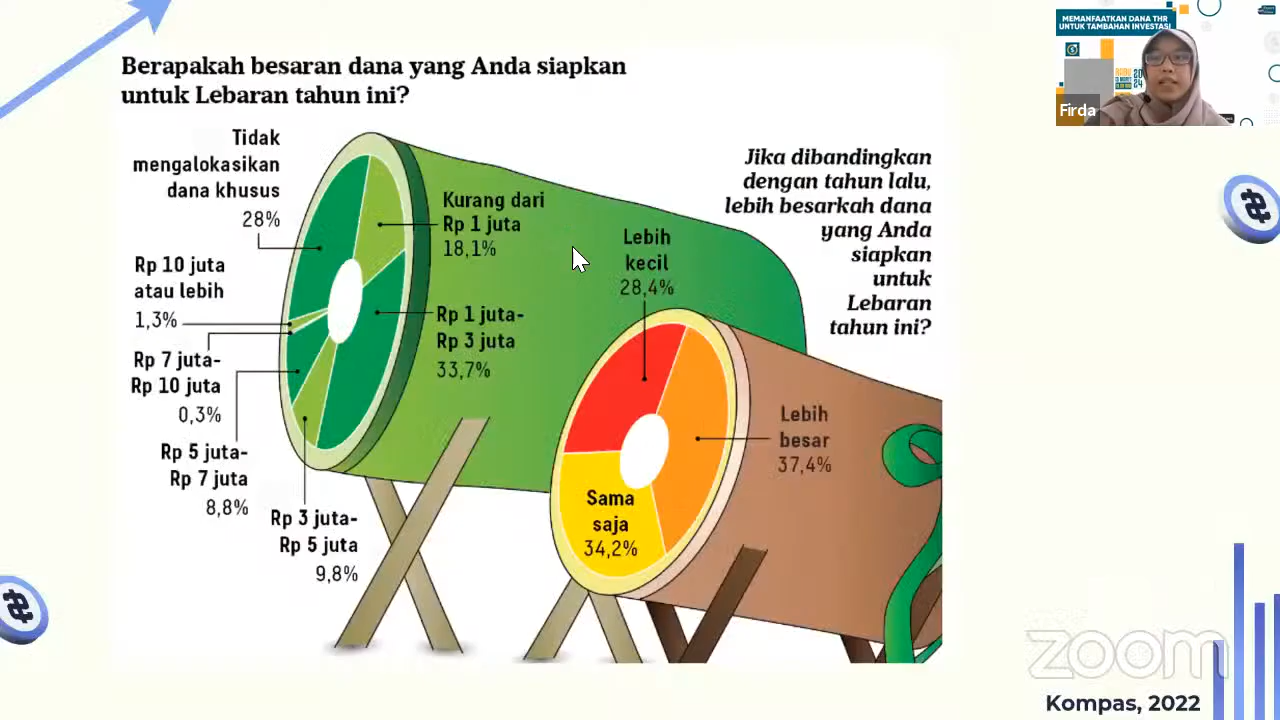 Berapakah besaran dana yang Anda siapkan
untuk Lebaran tahun ini?
Tidak
mengalokasikan
dana khusus
28%
Kurang dari
Rp 1 juta
18,1%
Rp 10 juta
atau lebih
1,3%
Rp 1 juta-
Rp 3 juta
33,7%
Rp 7 juta-
Rp 10 juta
0,3%
Rp 5 juta-
Rp 7 juta
8,8%
Rp 3 juta-
Rp 5 juta
9,8%
Jika dibandingkan
dengan tahun lalu,
lebih besarkah dana
yang Anda
siapkan
untuk
Lebaran
tahun ini?
Lebih
kecil
28,4%
Lebih
besar
37,4%
Sama
saja
34,2%
MEMANFAATKAN DANA THR
UNTUK TAMBAHAN INVESTASI
Firda
zoom
Kompas, 2022